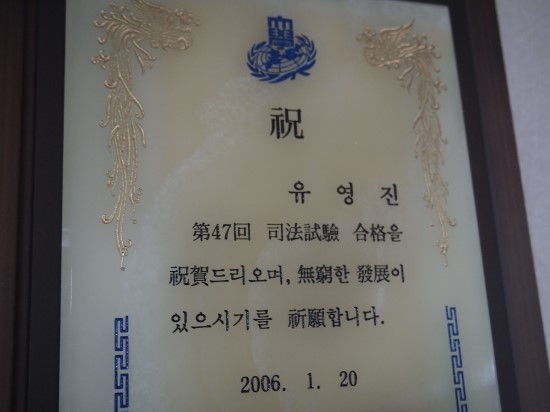 祝
유영진
第47回 司法試驗 合格을
祝賀드리오며, 無窮한 發展이
있으시기를 祈願합니다.
2006. 1. 20